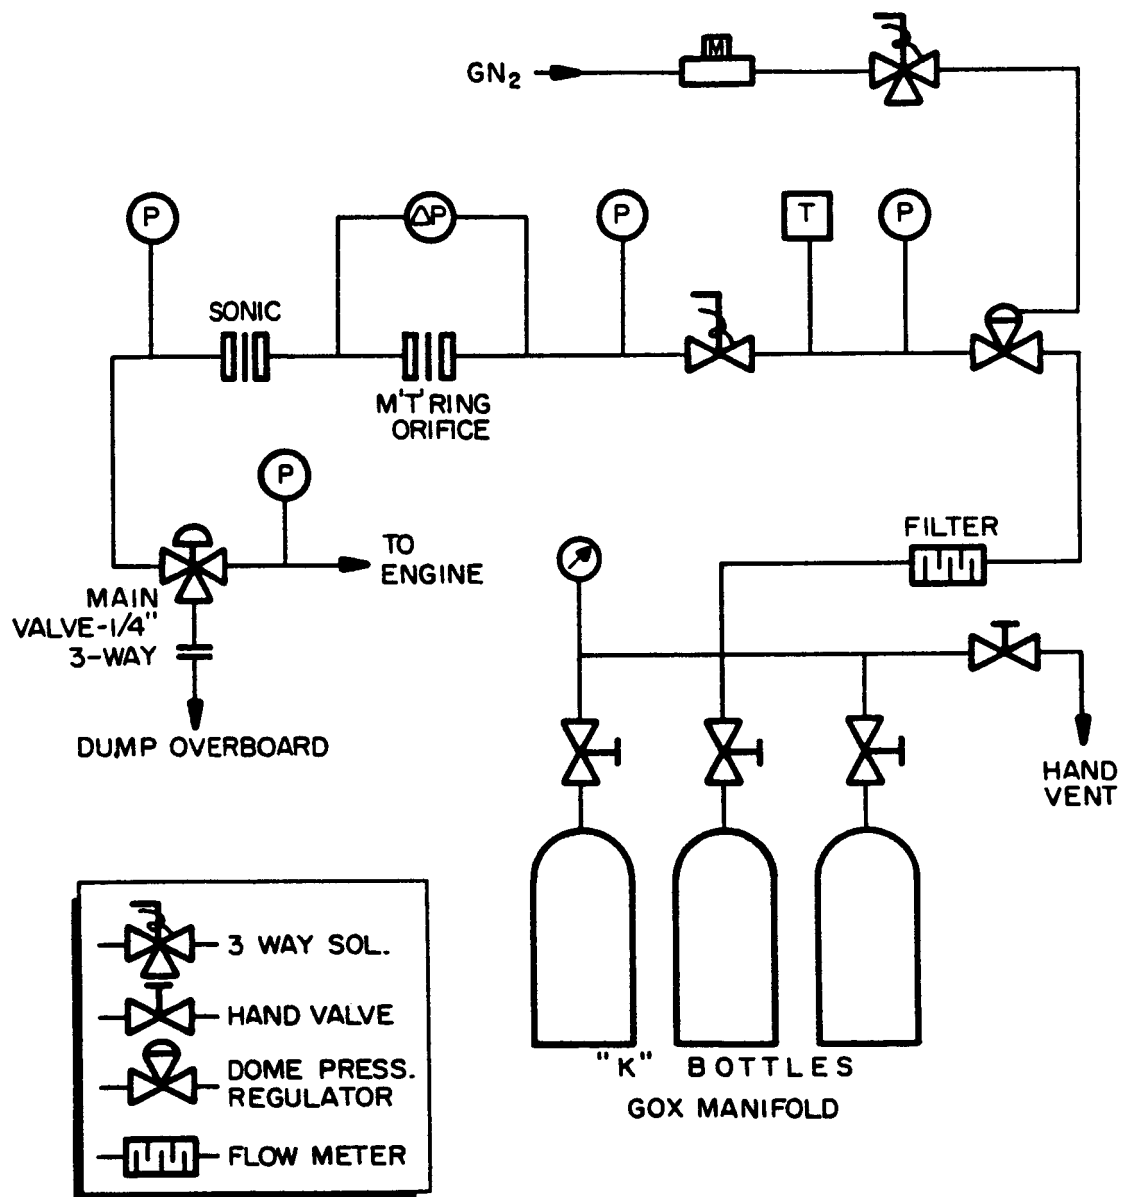 GN2
M
P
ΔP
P
T
P
SONIC
M'T'RING
ORIFICE
P
TO
ENGINE
FILTER
MAIN
VALVE-1/4"
3-WAY
DUMP OVERBOARD
HAND
VENT
"K" BOTTLES
GOX MANIFOLD
3 WAY SOL.
HAND VALVE
DOME PRESS.
REGULATOR
FLOW METER